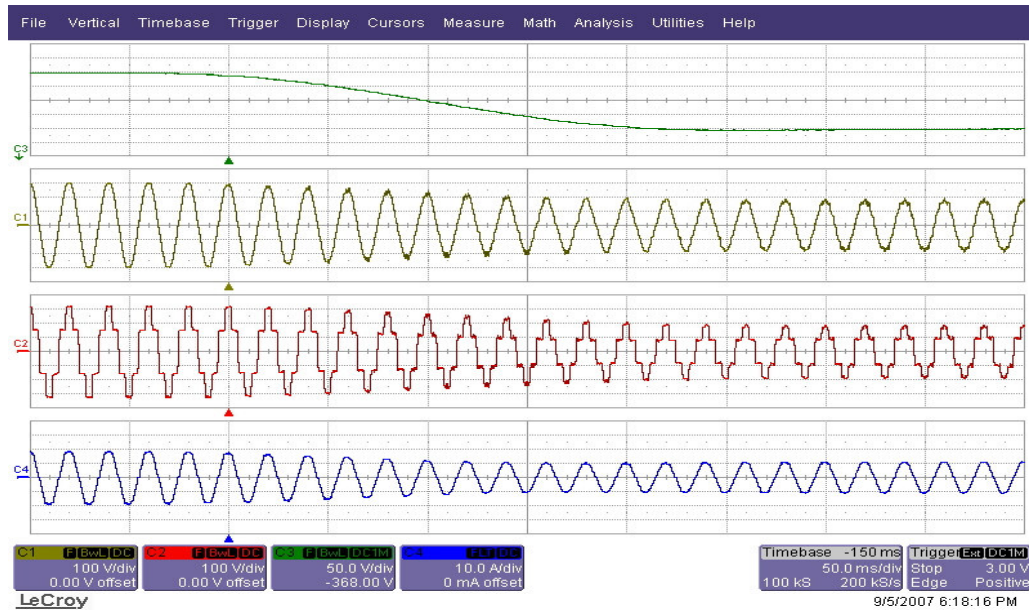 File Vertical Timebase Trigger Display Cursors Measure Math Analysis Utilities Help
C3
C1
C2
C4
C1 F BwL DC
100 V/div
0.00 V offset
C2 F BwL DC
100 V/div
0.00 V offset
C3 F BwL DC1M
50.0 V/div
-368.00 V
C4 FLT DC
10.0 A/div
0 mA offset
Timebase -150 ms
50.0 ms/div
100 kS 200 kS/s
Trigger Ext DC1M
Stop 3.00 V
Edge Positive
LeCroy
9/5/2007 6:18:16 PM